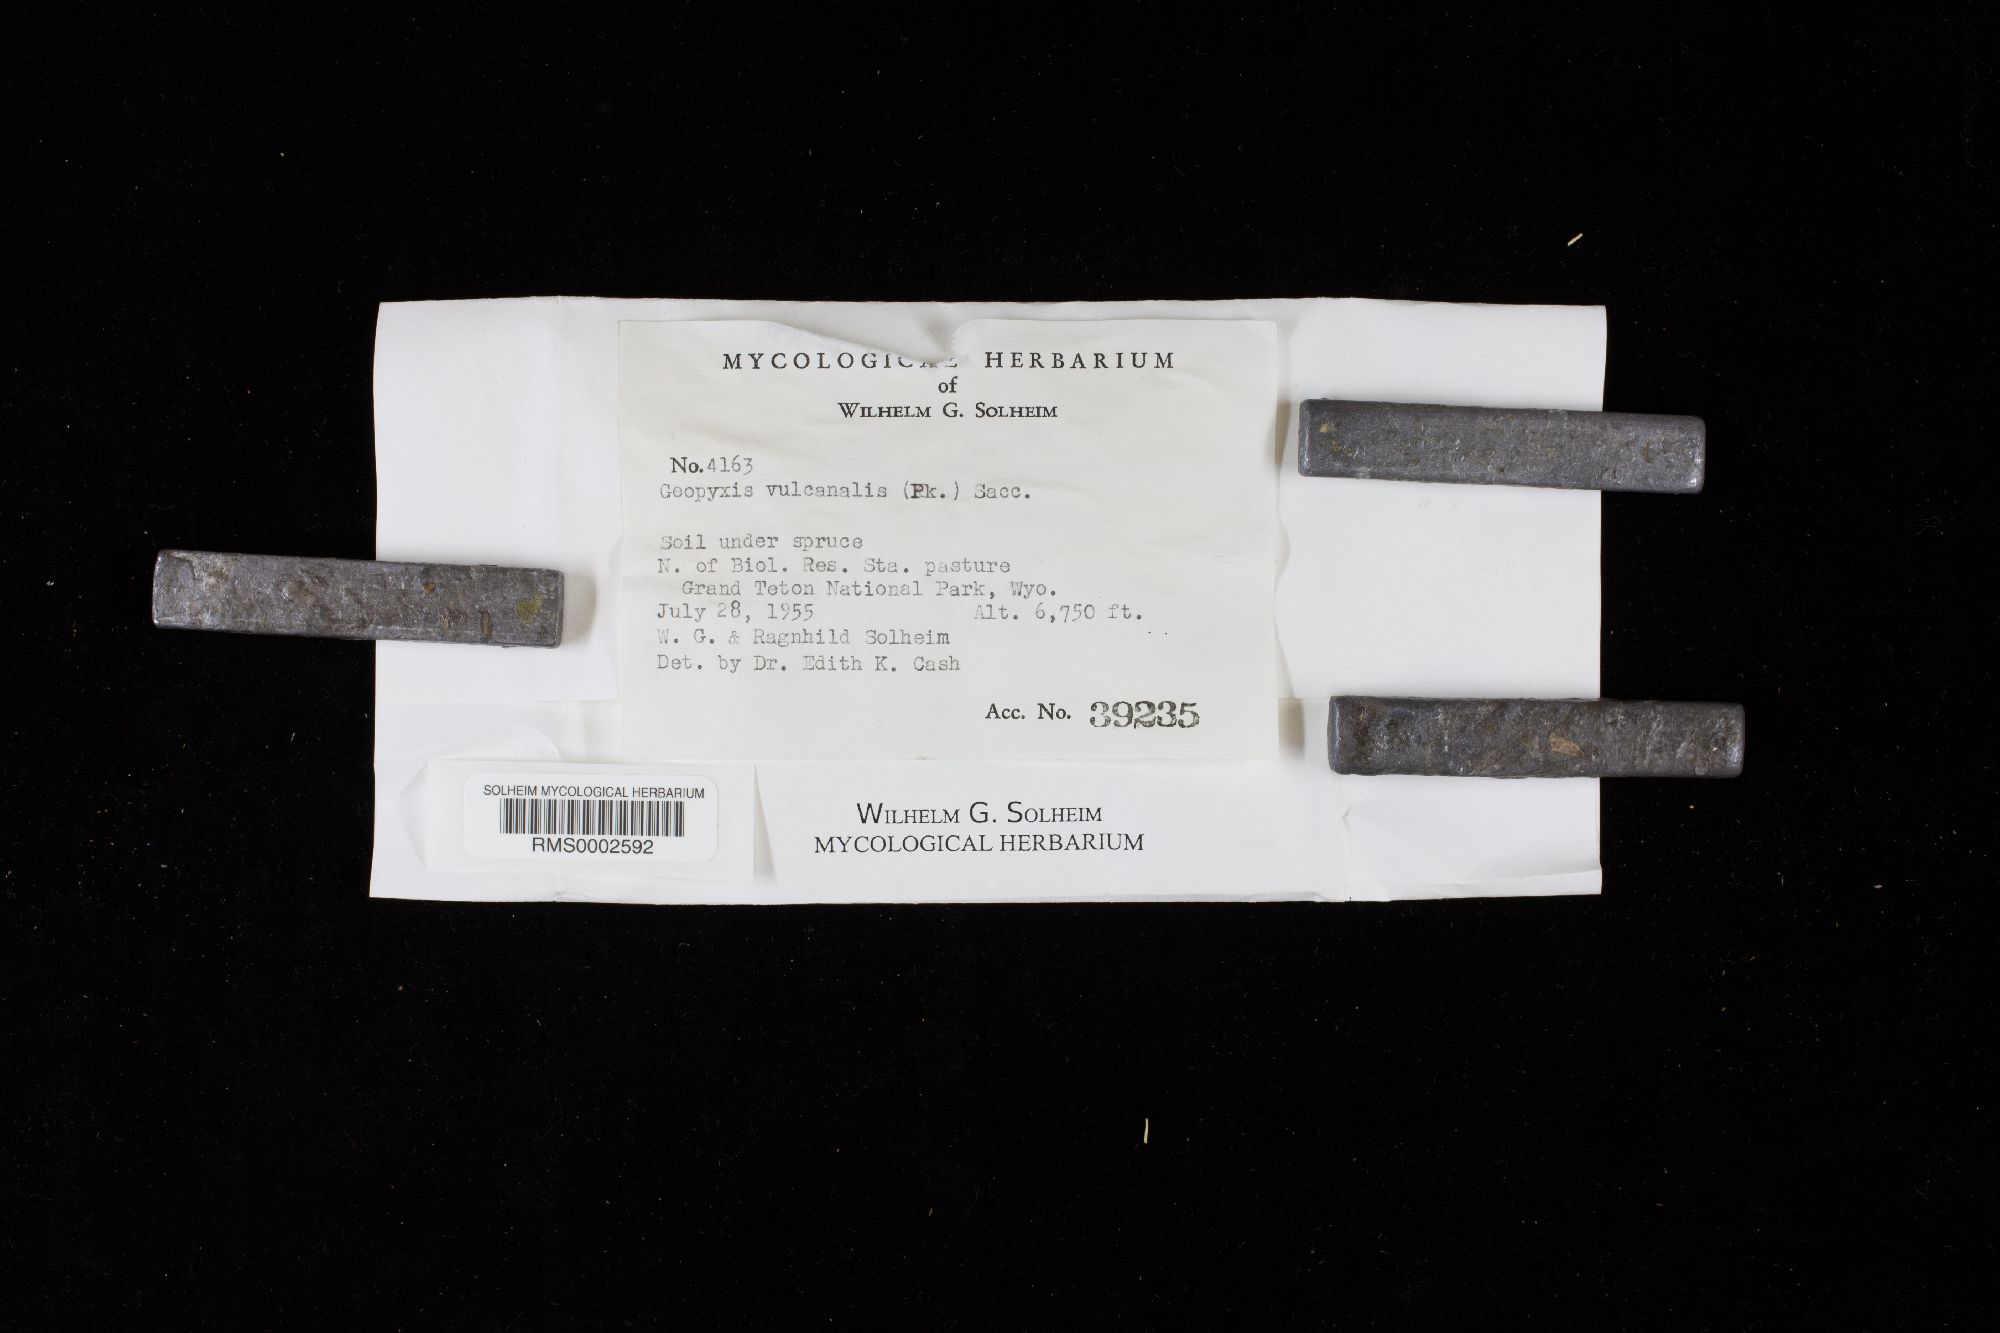 MYCOLOGICAL HERBARIUM
of
WILHELM G. SOLHEIM
No. 4163
Geopyxis vulcanalis (Pk.) Sacc.
Soil under spruce
N. of Biol. Res. Sta. pasture
Grand Teton National Park, Wyo.
July 28, 1955 Alt. 6,750 ft.
W. G. & Ragnhild Solheim
Det. by Dr. Edith K. Cash
Acc. No. 39235
SOLHEIM MYCOLOGICAL HERBARIUM
RMS0002592
WILHELM G. SOLHEIM
MYCOLOGICAL HERBARIUM